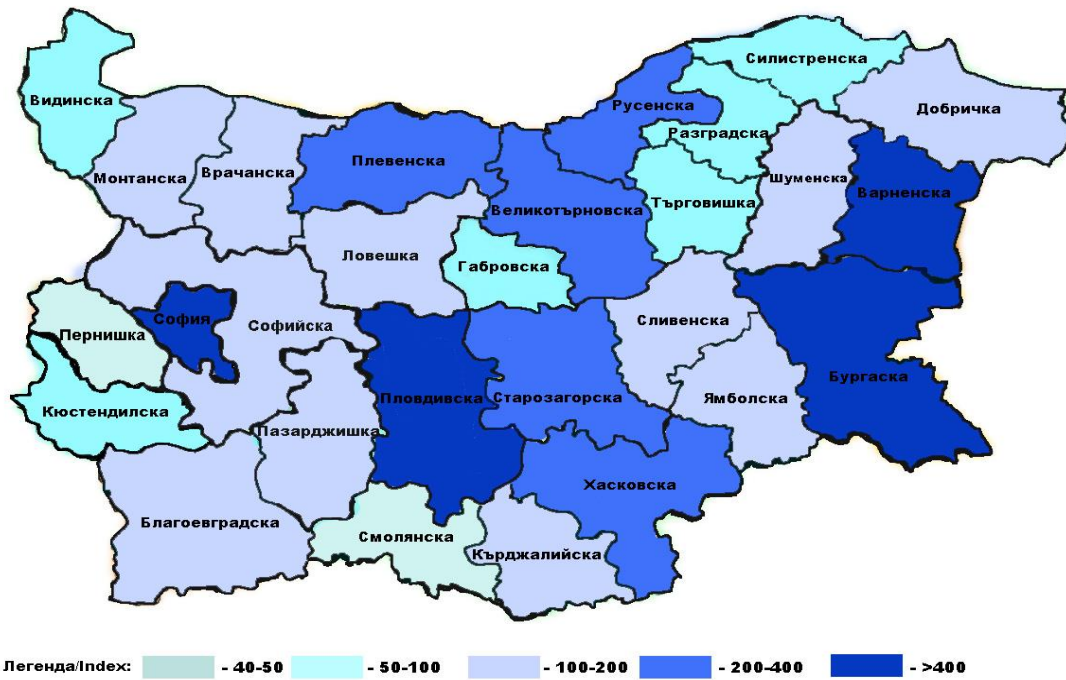 Силистренска
Видинска
Русенска
Добричка
Разградска
Плевенска
Врачанска
Монтанска
Шуменска
Варненска
Търговишка
Великотърновска
Ловешка
Габровска
София
Софийска
Сливенска
Пернишка
Бургаска
Кюстендилска
Пловдивска
Старозагорска
Ямболска
Пазарджишка
Хасковска
Благоевградска
Смолянска
Кърджалийска
Легенда/Index: - 40-50 - 50-100 - 100-200 - 200-400 - >400